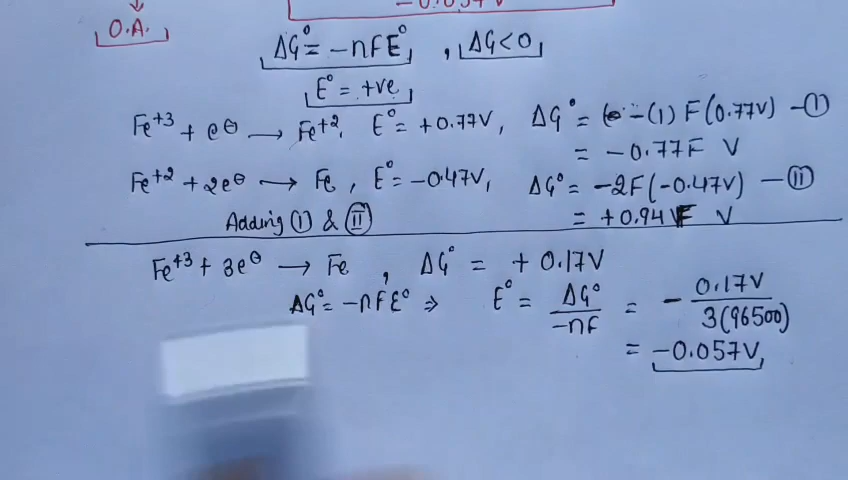 O.A.
ΔG° = -nFE° , ΔG<0
E° = +ve
Fe⁺³ + e⊖ → Fe⁺², E° = +0.77V, ΔG° = -(1) F(0.77V) - Ⓘ
= -0.77F V
Fe⁺² + 2e⊖ → Fe, E° = -0.47V, ΔG° = -2F(-0.47V) - Ⓘⓘ
= +0.94 F V
Adding Ⓘ & Ⓘⓘ
Fe⁺³ + 3e⊖ → Fe, ΔG° = + 0.17V
ΔG° = -nFE° ⇒ E° = ΔG°/-nF = - 0.17V/3(96500)
= -0.057V,